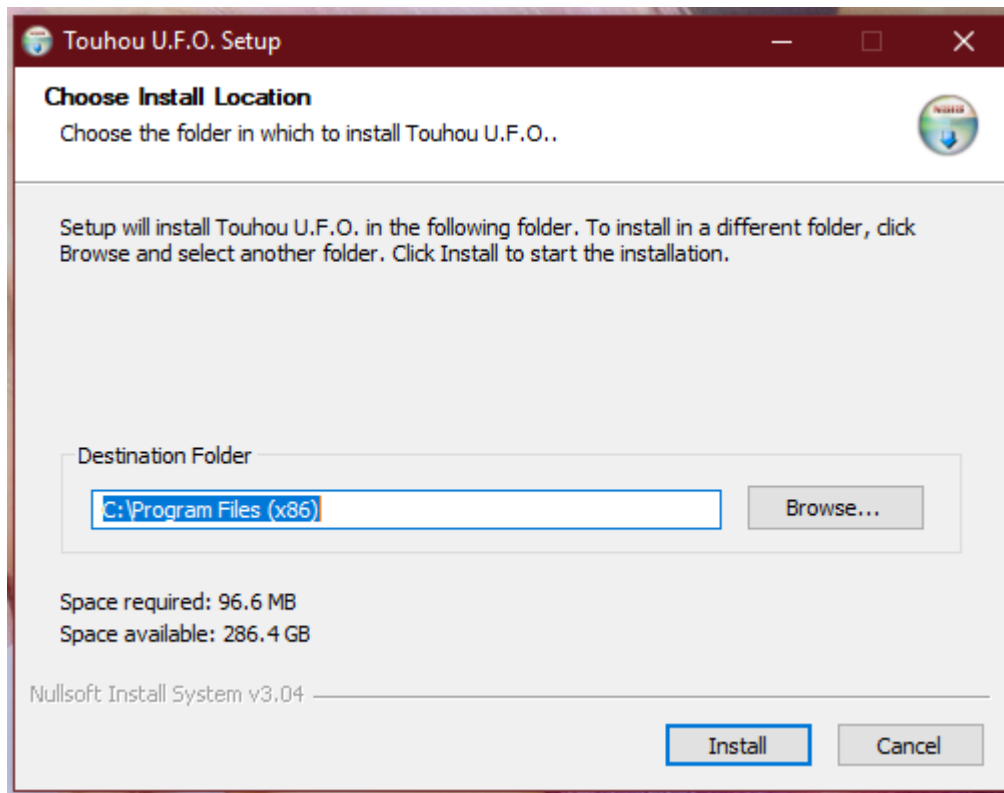 Touhou U.F.O. Setup
Choose Install Location
Choose the folder in which to install Touhou U.F.O..
NSIS
Setup will install Touhou U.F.O. in the following folder. To install in a different folder, click
Browse and select another folder. Click Install to start the installation.
Destination Folder
C:\Program Files (x86)
Browse...
Space required: 96.6 MB
Space available: 286.4 GB
Nullsoft Install System v3.04
Install
Cancel